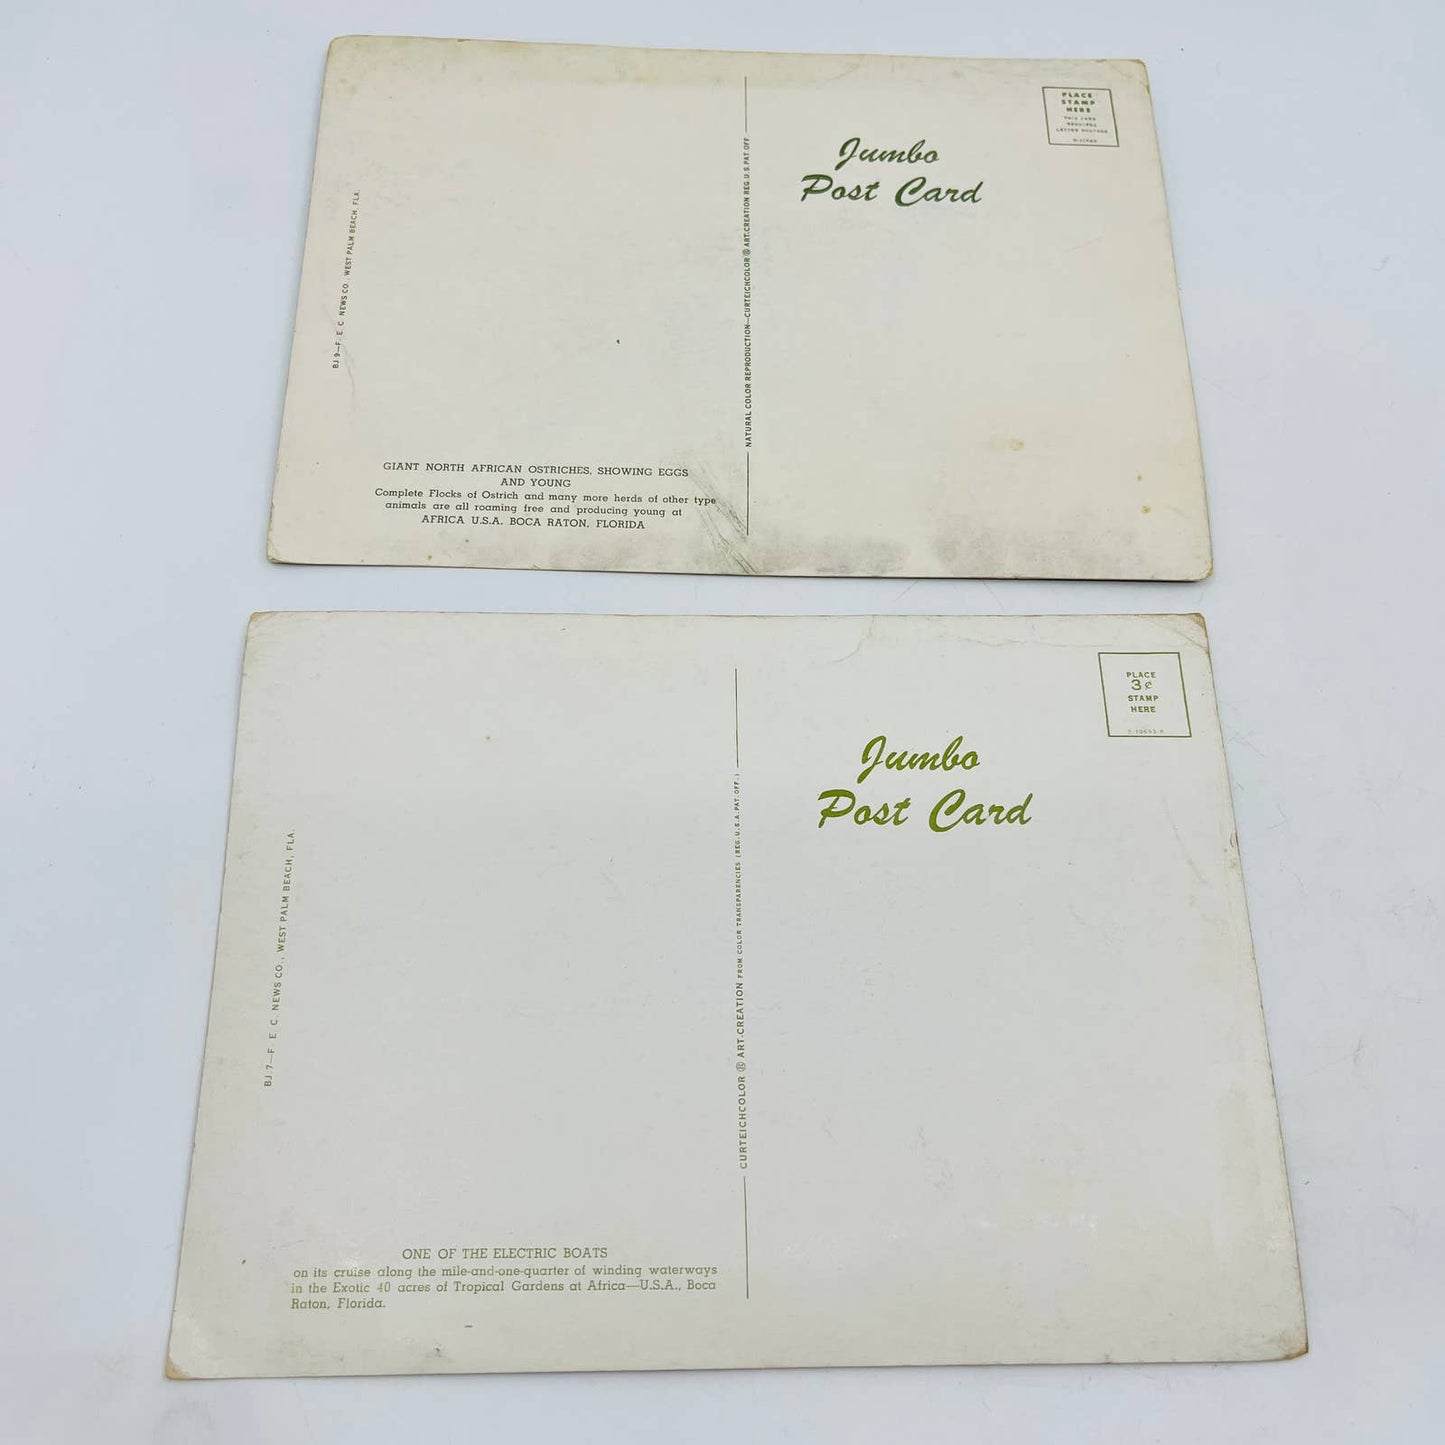 PLACE
STAMP
HERE
THIS CARD
REQUIRES
LETTER POSTAGE
Jumbo
Post Card
BJ 9—F. E. C. NEWS CO., WEST PALM BEACH, FLA.
NATURAL COLOR REPRODUCTION—CURTEICHCOLOR® ART-CREATION REG. U.S. PAT. OFF.
GIANT NORTH AFRICAN OSTRICHES, SHOWING EGGS
AND YOUNG
Complete Flocks of Ostrich and many more herds of other type
animals are all roaming free and producing young at
AFRICA U.S.A. BOCA RATON, FLORIDA
PLACE
3¢
STAMP
HERE
Jumbo
Post Card
BJ 7—F. E. C. NEWS CO., WEST PALM BEACH, FLA.
CURTEICHCOLOR ® ART-CREATION FROM COLOR TRANSPARENCIES (REG. U.S.A. PAT. OFF.)
ONE OF THE ELECTRIC BOATS
on its cruise along the mile-and-one-quarter of winding waterways
in the Exotic 40 acres of Tropical Gardens at Africa—U.S.A., Boca
Raton, Florida.